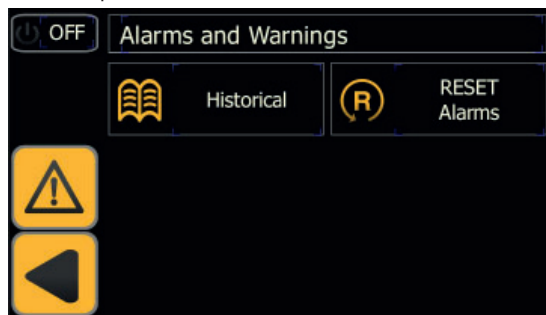 OFF
Alarms and Warnings
Historical
R
RESET
Alarms